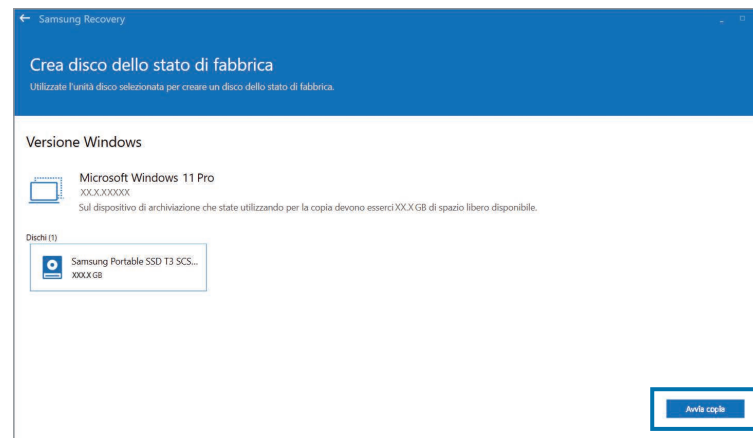 Samsung Recovery
Crea disco dello stato di fabbrica
Utilizzate l'unità disco selezionata per creare un disco dello stato di fabbrica.
Versione Windows
Microsoft Windows 11 Pro
XX.X.XXXXX
Sul dispositivo di archiviazione che state utilizzando per la copia devono esserci XX.X GB di spazio libero disponibile.
Dischi (1)
Samsung Portable SSD T3 SCS...
XXX.X GB
Avvia copia